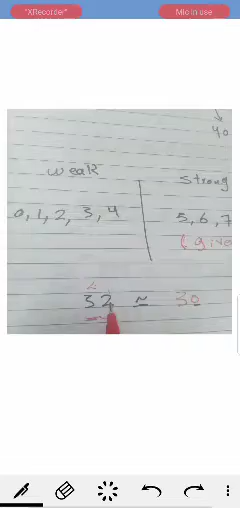 "XRecorder"
Mic in use
40
weak
strong
0, 1, 2, 3, 4
5, 6, 7
(give
32 ≈ 30